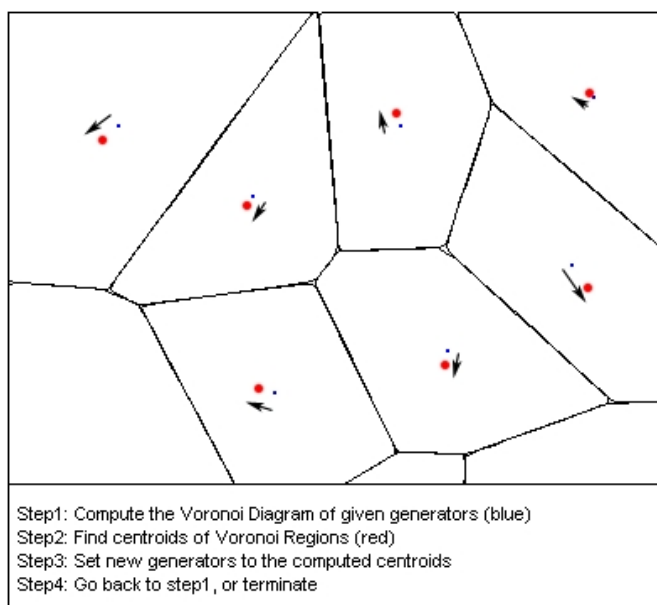 Step1: Compute the Voronoi Diagram of given generators (blue)
Step2: Find centroids of Voronoi Regions (red)
Step3: Set new generators to the computed centroids
Step4: Go back to step1, or terminate